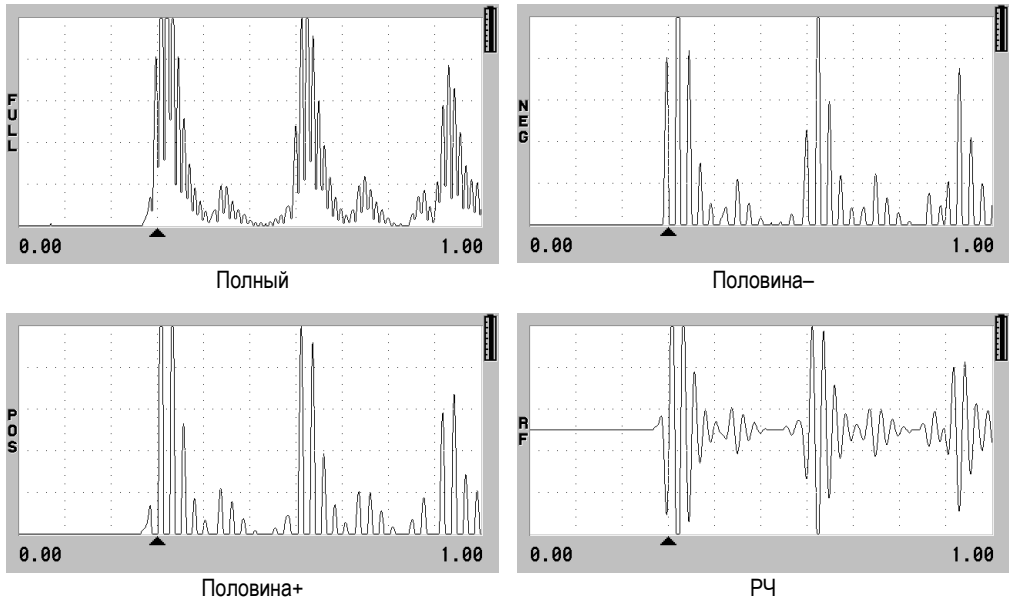 FULL
0.00 1.00
Полный
NEG
0.00 1.00
Половина–
POS
0.00 1.00
Половина+
RF
0.00 1.00
РЧ